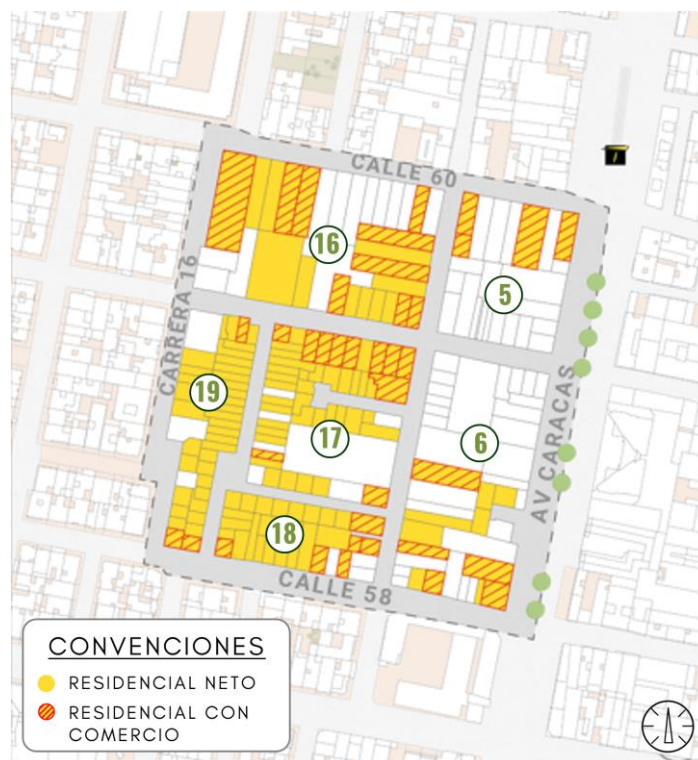 CALLE 60
16
5
CARRERA 16
19
17
6
AV CARACAS
18
CALLE 58
CONVENCIONES
RESIDENCIAL NETO
RESIDENCIAL CON
COMERCIO